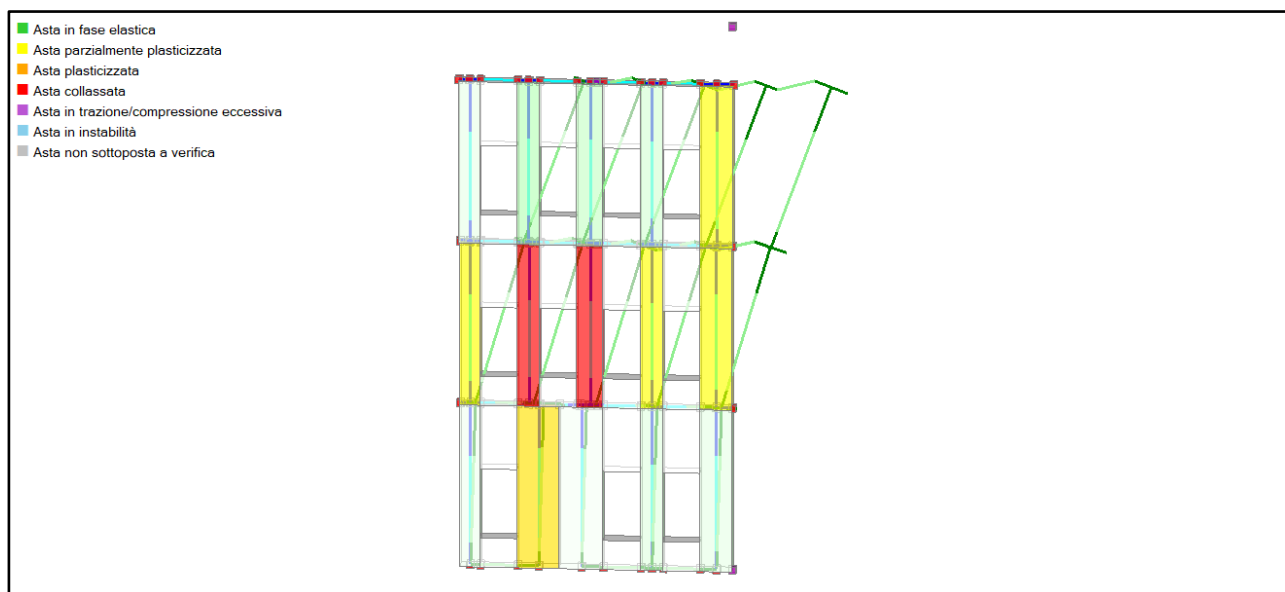 Asta in fase elastica
Asta parzialmente plasticizzata
Asta plasticizzata
Asta collassata
Asta in trazione/compressione eccessiva
Asta in instabilità
Asta non sottoposta a verifica